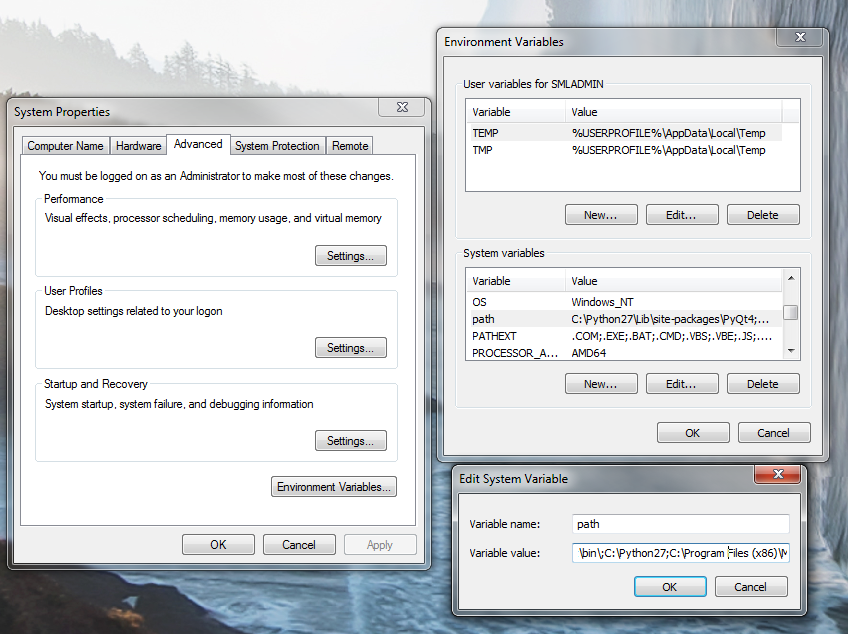 System Properties
Computer Name
Hardware
Advanced
System Protection
Remote
You must be logged on as an Administrator to make most of these changes.
Performance
Visual effects, processor scheduling, memory usage, and virtual memory
Settings...
User Profiles
Desktop settings related to your logon
Settings...
Startup and Recovery
System startup, system failure, and debugging information
Settings...
Environment Variables...
OK Cancel Apply
Environment Variables
User variables for SMLADMIN
Variable Value
TEMP %USERPROFILE%\AppData\Local\Temp
TMP %USERPROFILE%\AppData\Local\Temp
New... Edit... Delete
System variables
Variable Value
OS Windows_NT
path C:\Python27\Lib\site-packages\PyQt4;...
PATHEXT .COM;.EXE;.BAT;.CMD;.VBS;.VBE;.JS;....
PROCESSOR_A... AMD64
New... Edit... Delete
OK Cancel
Edit System Variable
Variable name: path
Variable value: \bin\;C:\Python27;C:\Program Files (x86)\M
OK Cancel